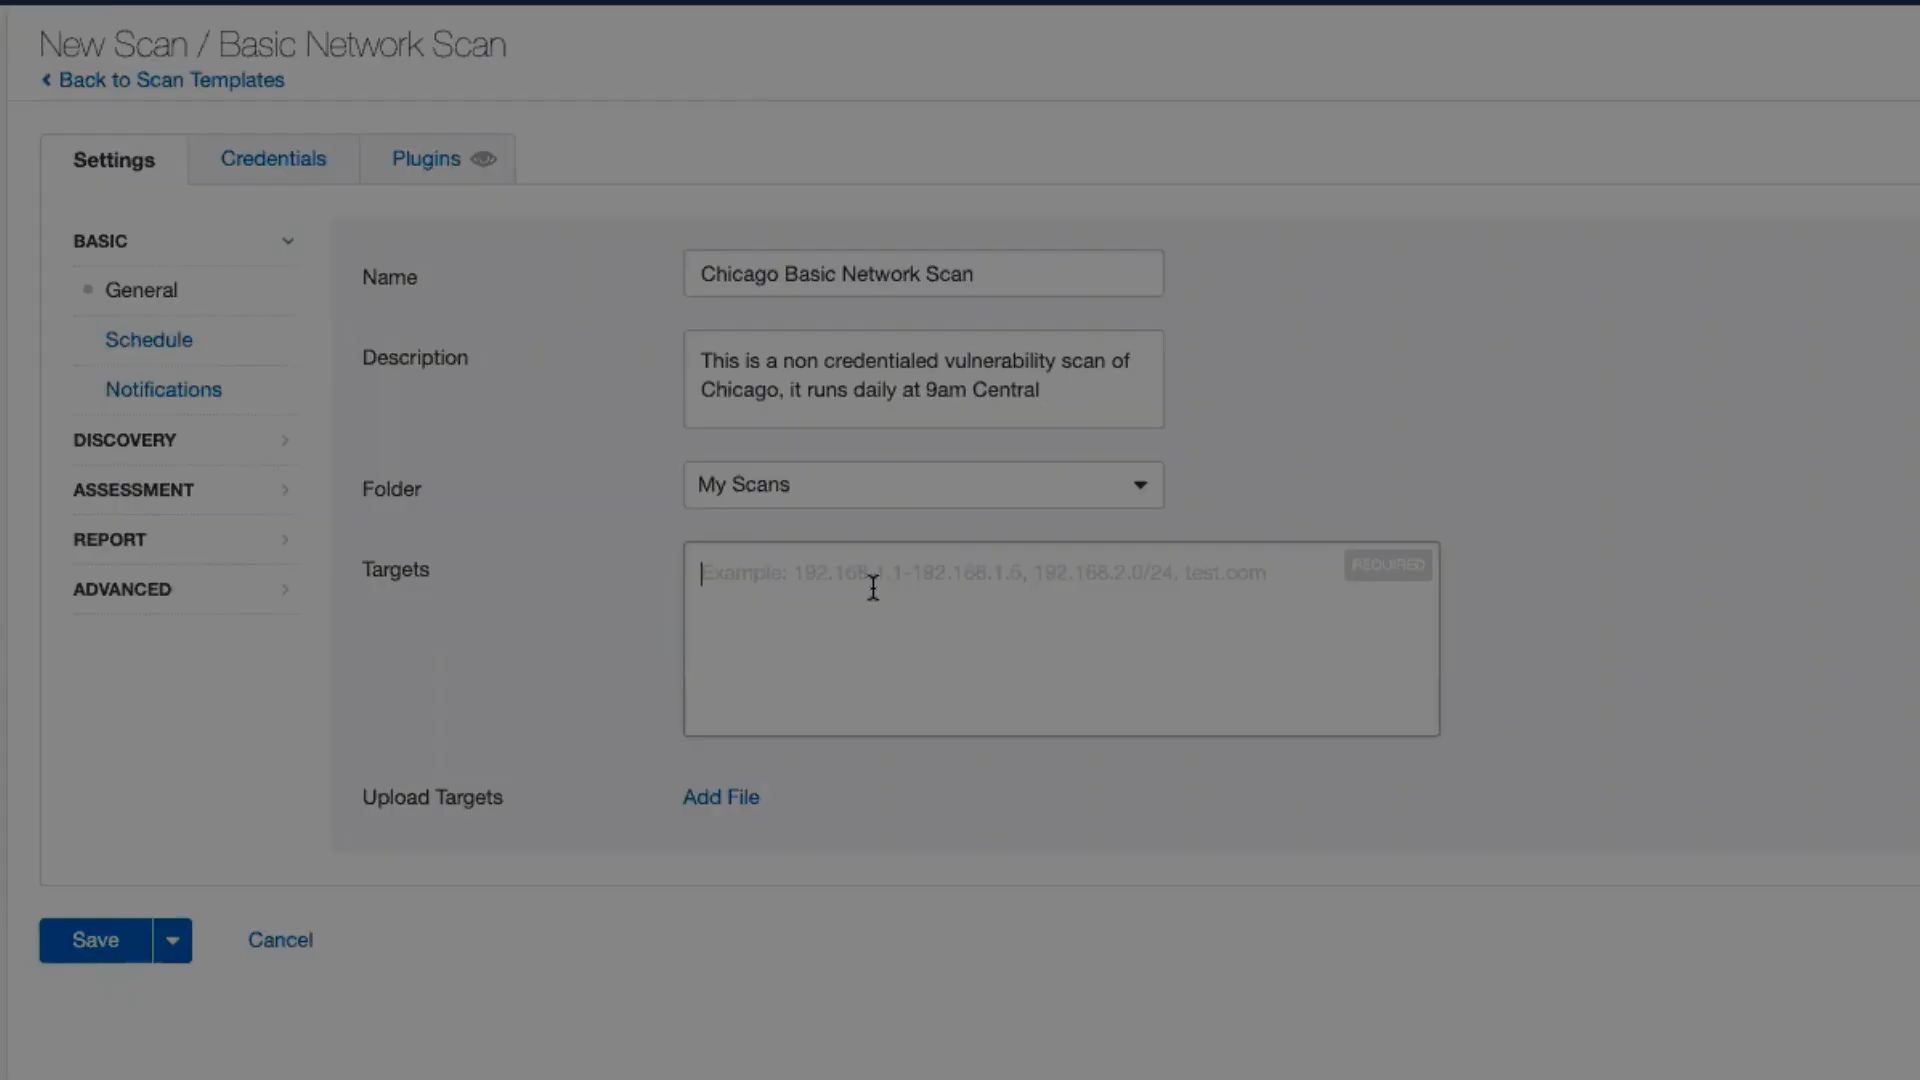 New Scan / Basic Network Scan
Back to Scan Templates
Settings
Credentials
Plugins
BASIC
General
Schedule
Notifications
DISCOVERY
ASSESSMENT
REPORT
ADVANCED
Name
Chicago Basic Network Scan
Description
This is a non credentialed vulnerability scan of
Chicago, it runs daily at 9am Central
Folder
My Scans
Targets
Example: 192.168.1.1-192.168.1.5, 192.168.2.0/24, test.com
REQUIRED
Upload Targets
Add File
Save
Cancel